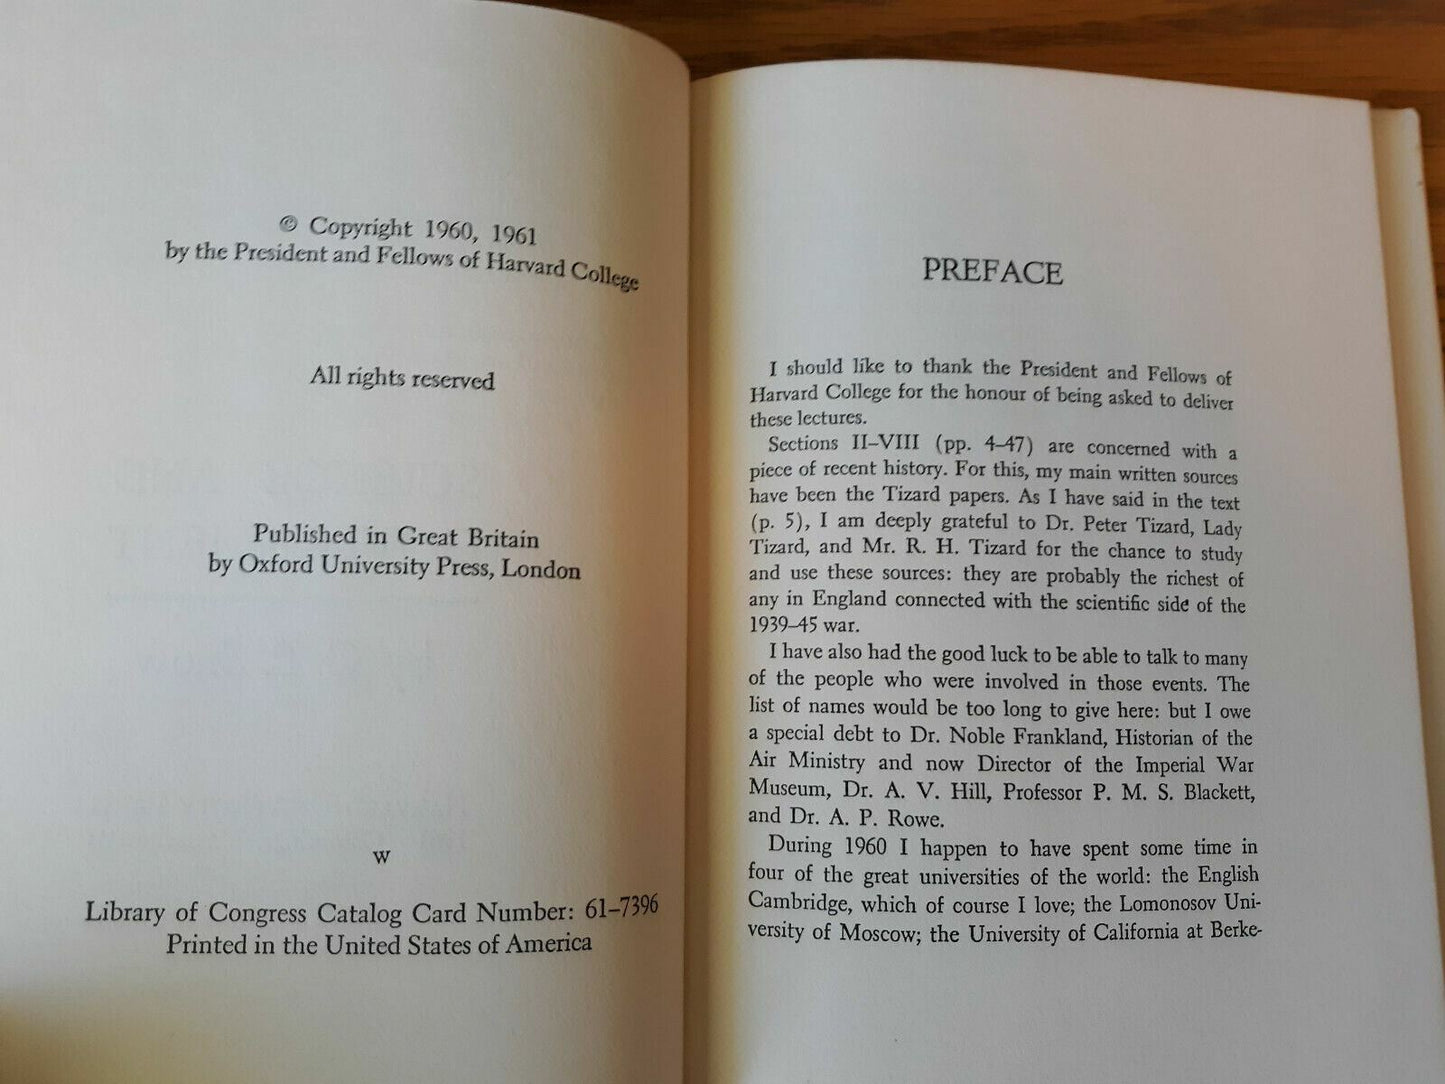 © Copyright 1960, 1961
by the President and Fellows of Harvard College
All rights reserved
Published in Great Britain
by Oxford University Press, London
W
Library of Congress Catalog Card Number: 61–7396
Printed in the United States of America
PREFACE
I should like to thank the President and Fellows of
Harvard College for the honour of being asked to deliver
these lectures.
Sections II–VIII (pp. 4–47) are concerned with a
piece of recent history. For this, my main written sources
have been the Tizard papers. As I have said in the text
(p. 5), I am deeply grateful to Dr. Peter Tizard, Lady
Tizard, and Mr. R. H. Tizard for the chance to study
and use these sources: they are probably the richest of
any in England connected with the scientific side of the
1939–45 war.
I have also had the good luck to be able to talk to many
of the people who were involved in those events. The
list of names would be too long to give here: but I owe
a special debt to Dr. Noble Frankland, Historian of the
Air Ministry and now Director of the Imperial War
Museum, Dr. A. V. Hill, Professor P. M. S. Blackett,
and Dr. A. P. Rowe.
During 1960 I happen to have spent some time in
four of the great universities of the world: the English
Cambridge, which of course I love; the Lomonosov Uni-
versity of Moscow; the University of California at Berke-